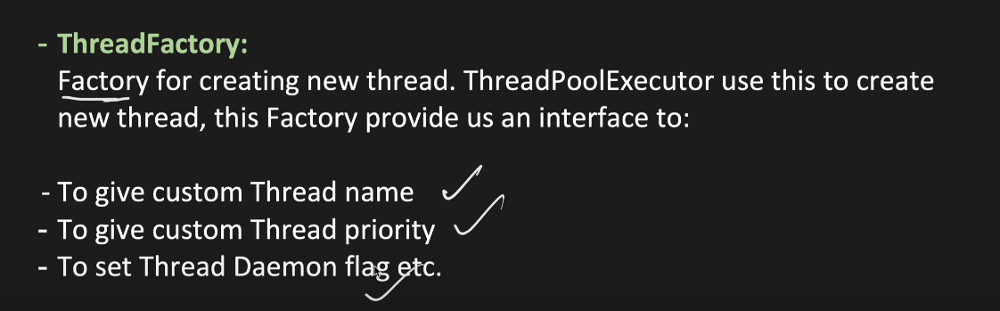 - ThreadFactory:
Factory for creating new thread. ThreadPoolExecutor use this to create
new thread, this Factory provide us an interface to:
- To give custom Thread name
- To give custom Thread priority
- To set Thread Daemon flag etc.